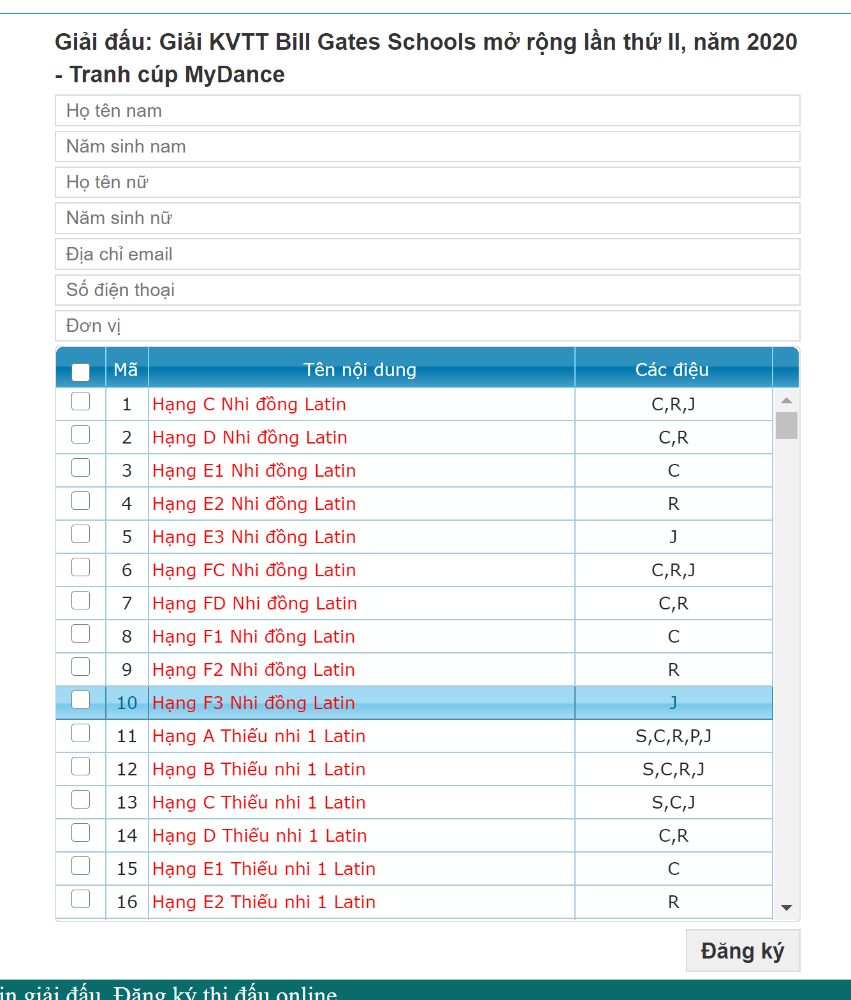 Giải đấu: Giải KVTT Bill Gates Schools mở rộng lần thứ II, năm 2020
- Tranh cúp MyDance
Họ tên nam
Năm sinh nam
Họ tên nữ
Năm sinh nữ
Địa chỉ email
Số điện thoại
Đơn vị
Mã Tên nội dung Các điệu
1 Hạng C Nhi đồng Latin C,R,J
2 Hạng D Nhi đồng Latin C,R
3 Hạng E1 Nhi đồng Latin C
4 Hạng E2 Nhi đồng Latin R
5 Hạng E3 Nhi đồng Latin J
6 Hạng FC Nhi đồng Latin C,R,J
7 Hạng FD Nhi đồng Latin C,R
8 Hạng F1 Nhi đồng Latin C
9 Hạng F2 Nhi đồng Latin R
10 Hạng F3 Nhi đồng Latin J
11 Hạng A Thiếu nhi 1 Latin S,C,R,P,J
12 Hạng B Thiếu nhi 1 Latin S,C,R,J
13 Hạng C Thiếu nhi 1 Latin S,C,J
14 Hạng D Thiếu nhi 1 Latin C,R
15 Hạng E1 Thiếu nhi 1 Latin C
16 Hạng E2 Thiếu nhi 1 Latin R
Đăng ký
in giải đấu, Đăng ký thi đấu online